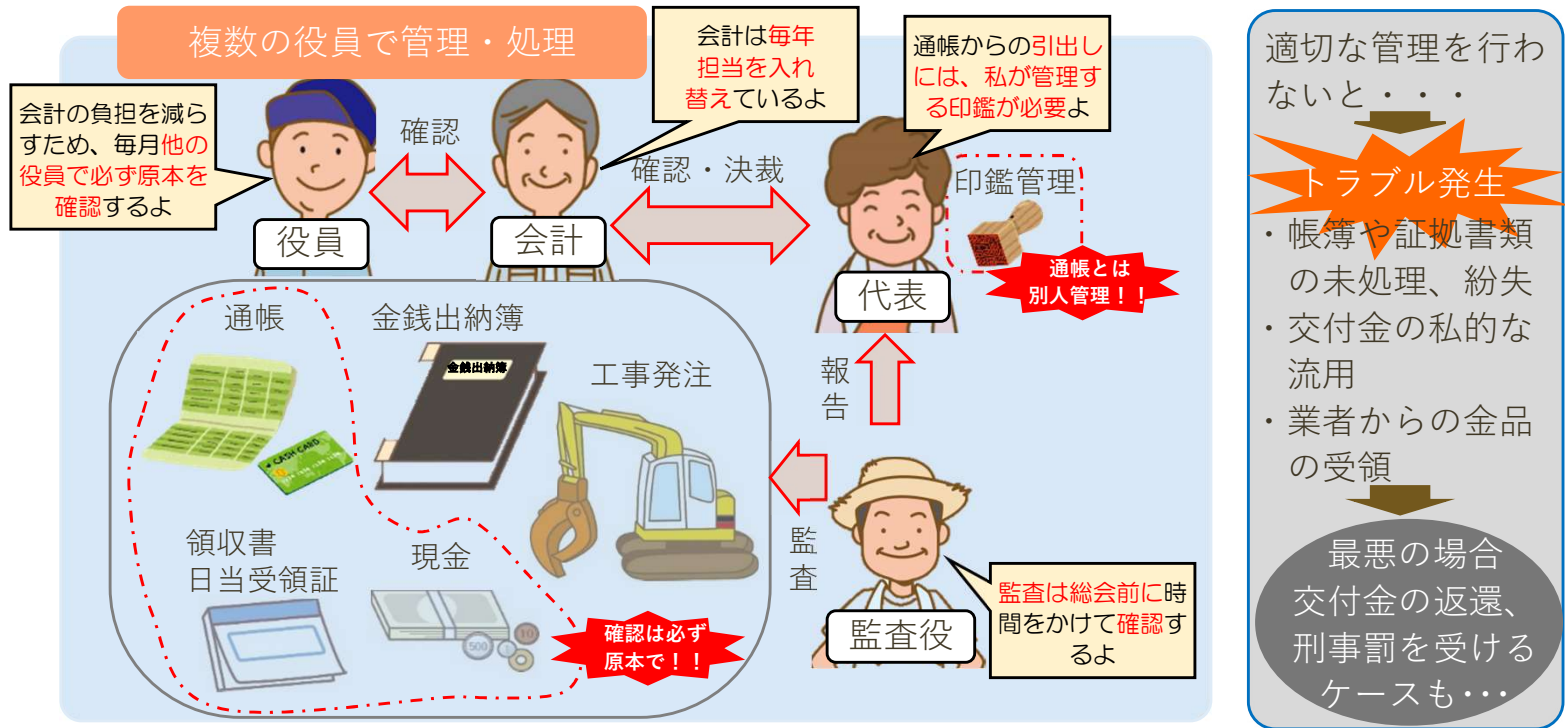 複数の役員で管理・処理
会計の負担を減ら
すため、毎月他の
役員で必ず原本を
確認するよ
会計は毎年
担当を入れ
替えているよ
通帳からの引出し
には、私が管理す
る印鑑が必要よ
確認
確認・決裁
印鑑管理
役員
会計
代表
通帳とは
別人管理！！
通帳
金銭出納簿
金銭出納簿
工事発注
CASH CARD
報
告
領収書
日当受領証
現金
500
1
10
確認は必ず
原本で！！
監
査
監査役
監査は総会前に時
間をかけて確認す
るよ
適切な管理を行わ
ないと・・・
トラブル発生
・帳簿や証拠書類
の未処理、紛失
・交付金の私的な
流用
・業者からの金品
の受領
最悪の場合
交付金の返還、
刑事罰を受ける
ケースも･･･